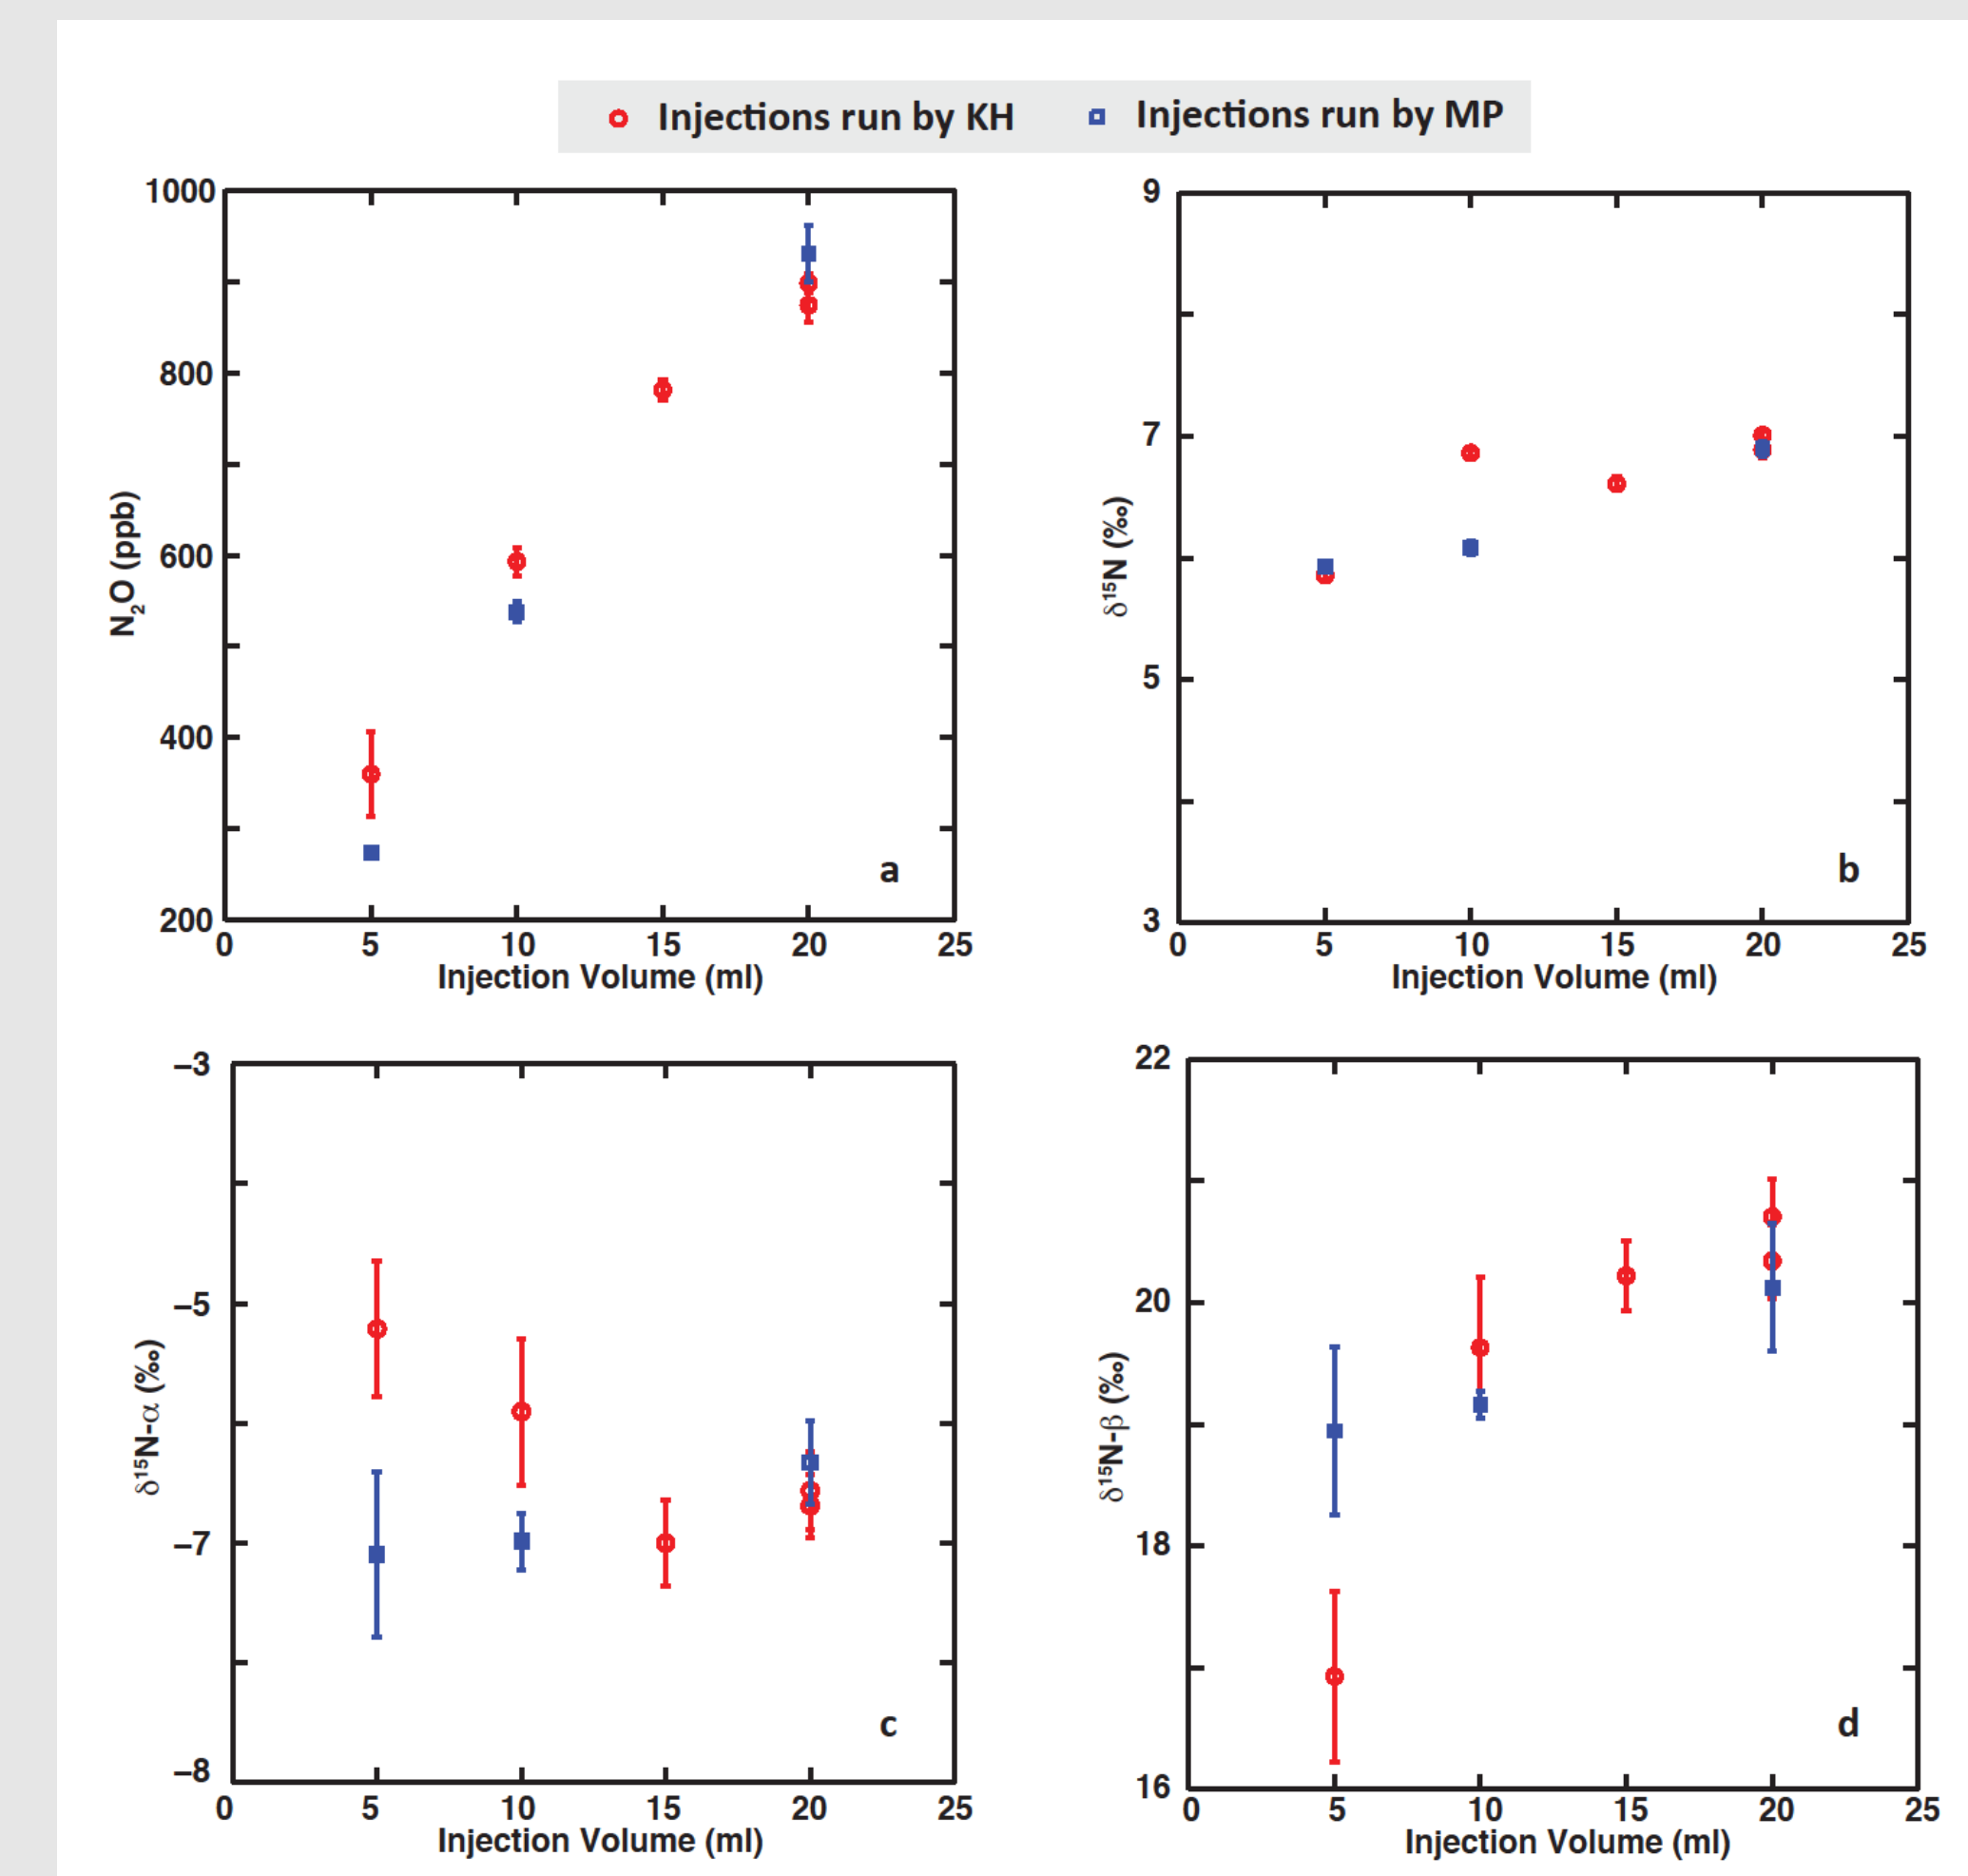 Injections run by KH Injections run by MP
1000
800
600
400
200
N₂O (ppb)
0 5 10 15 20 25
Injection Volume (ml)
a
9
7
5
3
δ¹⁵N (‰)
0 5 10 15 20 25
Injection Volume (ml)
b
–3
–5
–7
–8
δ¹⁵N-α (‰)
0 5 10 15 20 25
Injection Volume (ml)
c
22
20
18
16
δ¹⁵N-β (‰)
0 5 10 15 20 25
Injection Volume (ml)
d